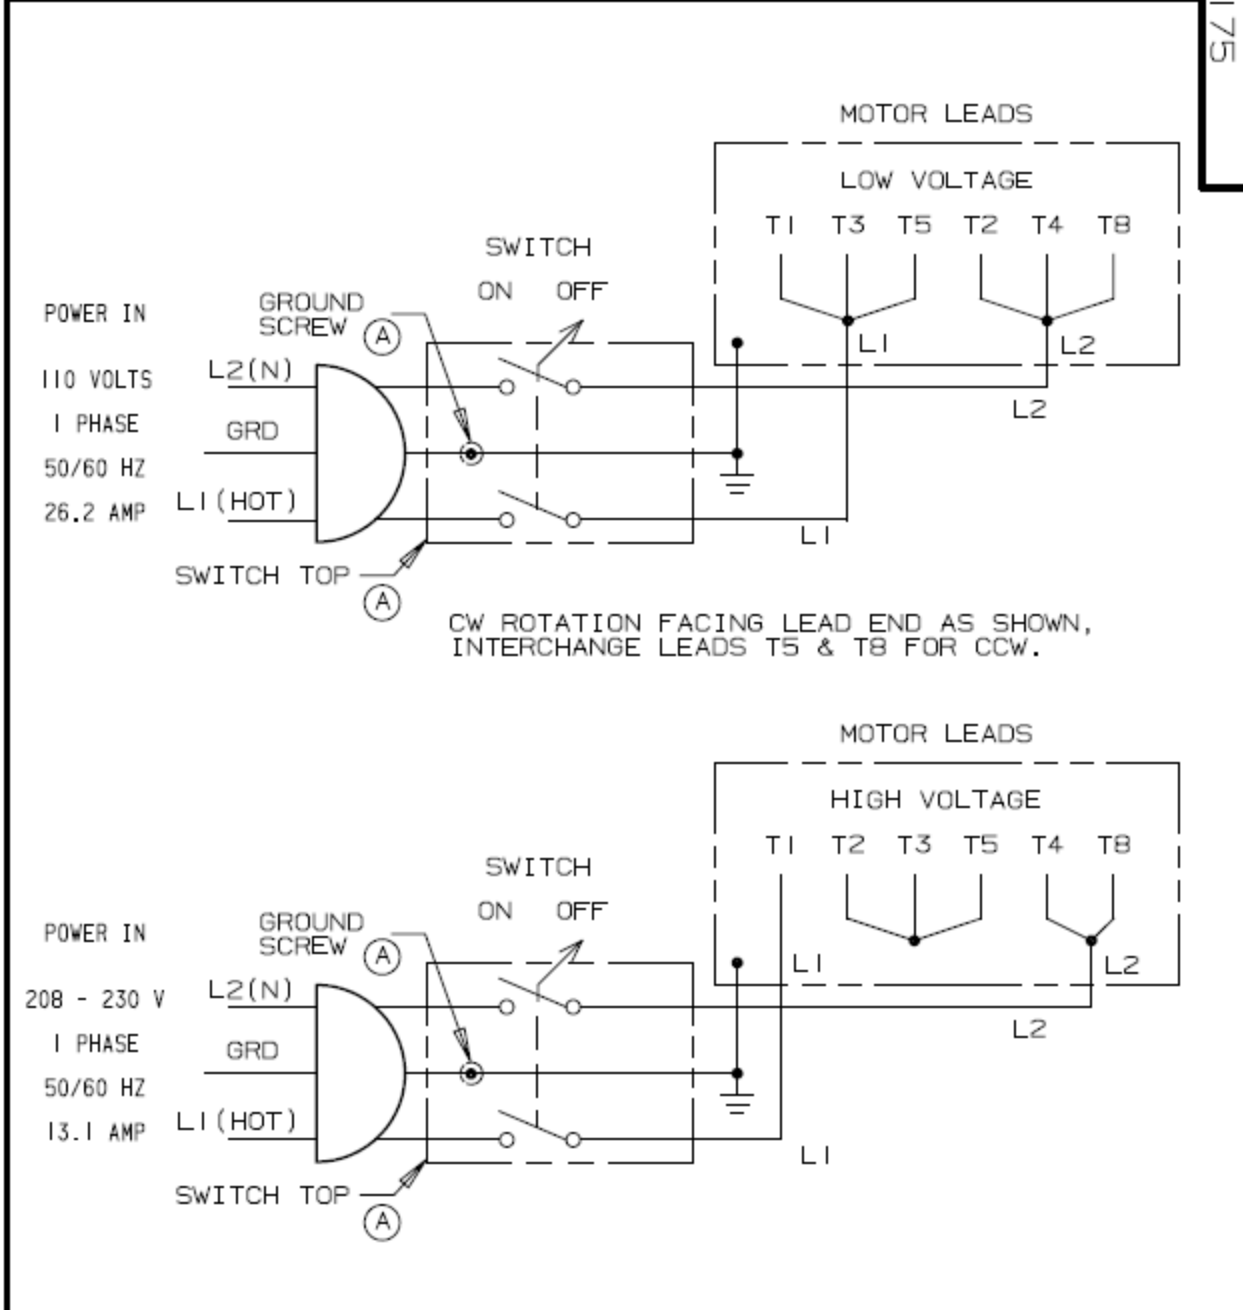 175
MOTOR LEADS
LOW VOLTAGE
T1 T3 T5 T2 T4 T8
SWITCH
ON OFF
GROUND
SCREW
A
POWER IN
110 VOLTS
1 PHASE
50/60 HZ
26.2 AMP
L2(N)
GRD
L1(HOT)
L1
L2
L2
L1
SWITCH TOP
A
CW ROTATION FACING LEAD END AS SHOWN,
INTERCHANGE LEADS T5 & T8 FOR CCW.
MOTOR LEADS
HIGH VOLTAGE
T1 T2 T3 T5 T4 T8
SWITCH
ON OFF
GROUND
SCREW
A
POWER IN
208 - 230 V
1 PHASE
50/60 HZ
13.1 AMP
L2(N)
GRD
L1(HOT)
L1
L2
L2
L1
SWITCH TOP
A